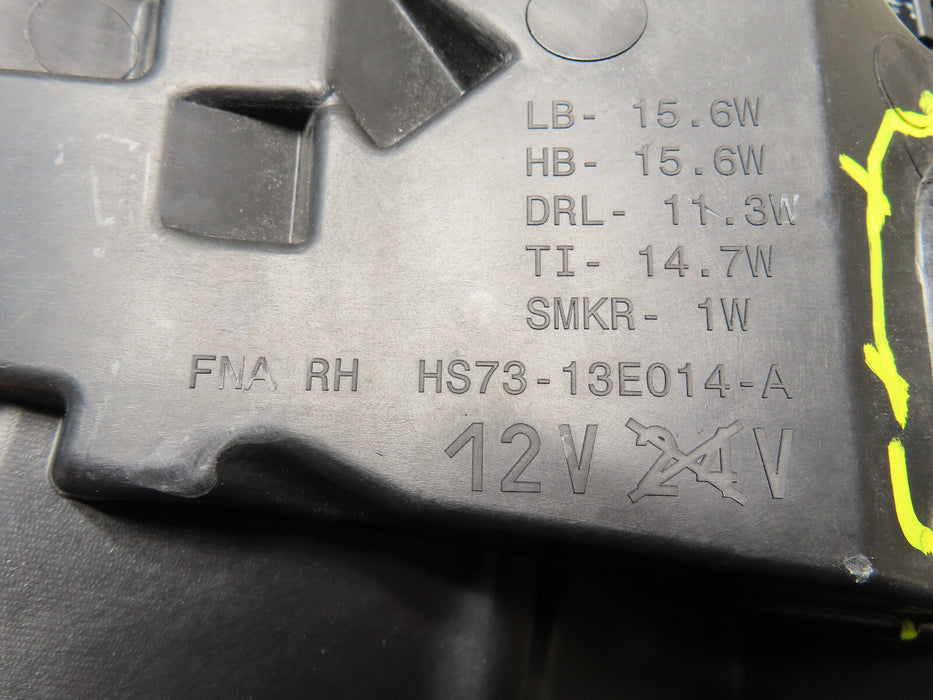 LB- 15.6W
HB- 15.6W
DRL- 11.3W
TI- 14.7W
SMKR- 1W
FNA RH HS73-13E014-A
12V 24V